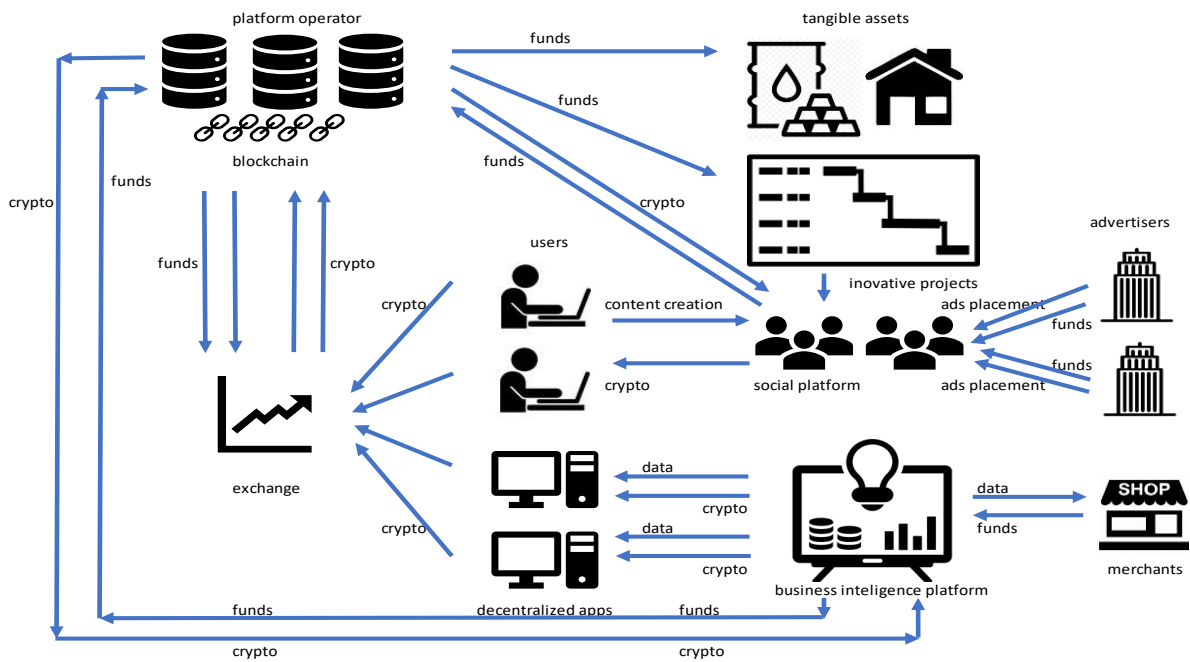 platform operator
tangible assets
funds
funds
blockchain
funds
funds
crypto
crypto
advertisers
users
funds
crypto
inovative projects
crypto
content creation
ads placement
funds
funds
crypto
social platform
ads placement
exchange
data
crypto
SHOP
data
crypto
data
funds
crypto
merchants
business inteligence platform
funds
decentralized apps
funds
crypto
crypto